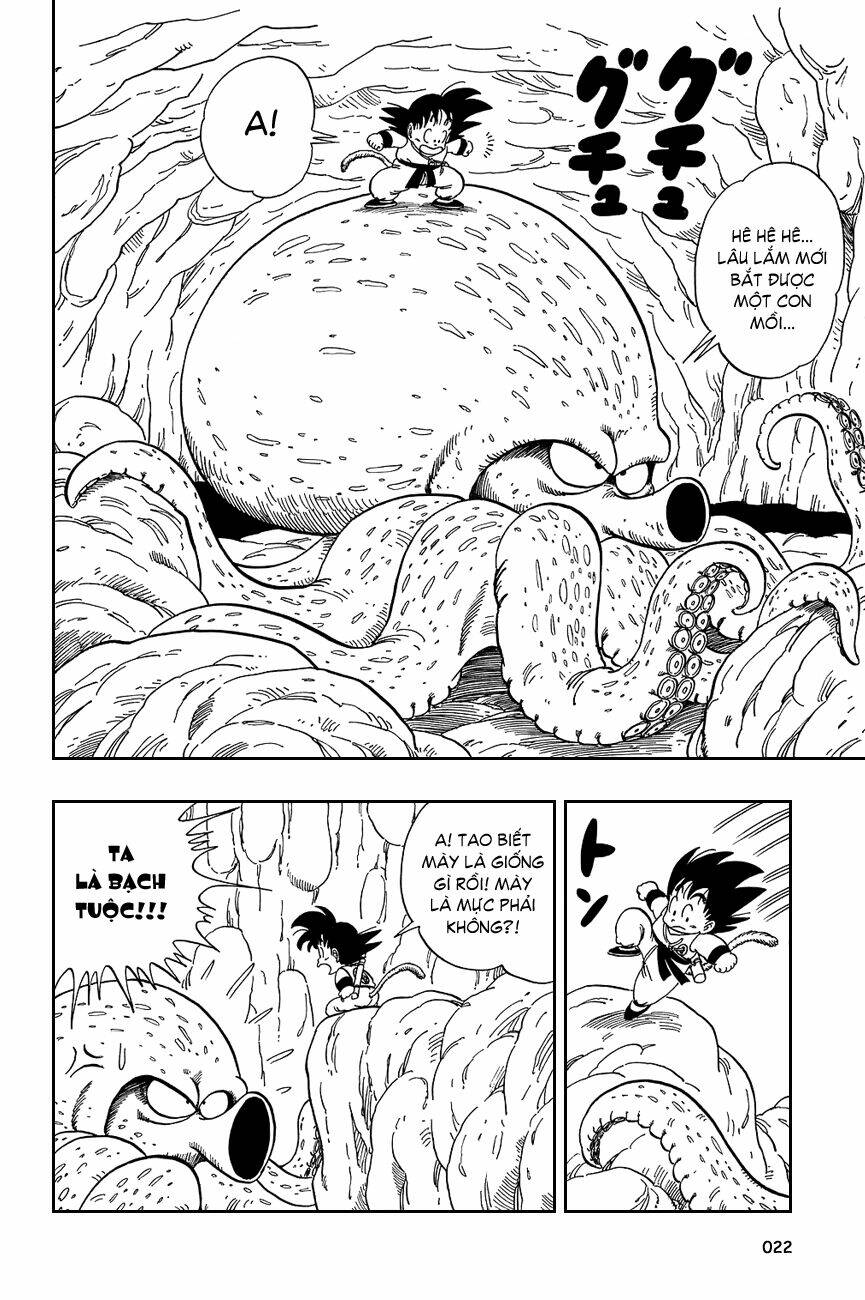 A!
グチュ
グチュ
HÊ HÊ HÊ...
LÂU LẮM MỚI
BẮT ĐƯỢC
MỘT CON
MỒI...
TA
LÀ BẠCH
TUỘC!!!
A! TAO BIẾT
MÀY LÀ GIỐNG
GÌ RỒI! MÀY
LÀ MỰC PHẢI
KHÔNG?!
トン
022